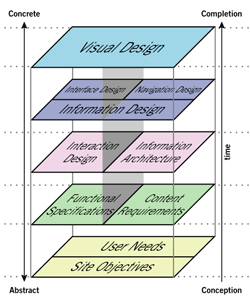 Concrete
Completion
Visual Design
Interface Design
Navigation Design
Information Design
Interaction
Design
Information
Architecture
time
Functional
Specifications
Content
Requirements
User Needs
Site Objectives
Abstract
Conception